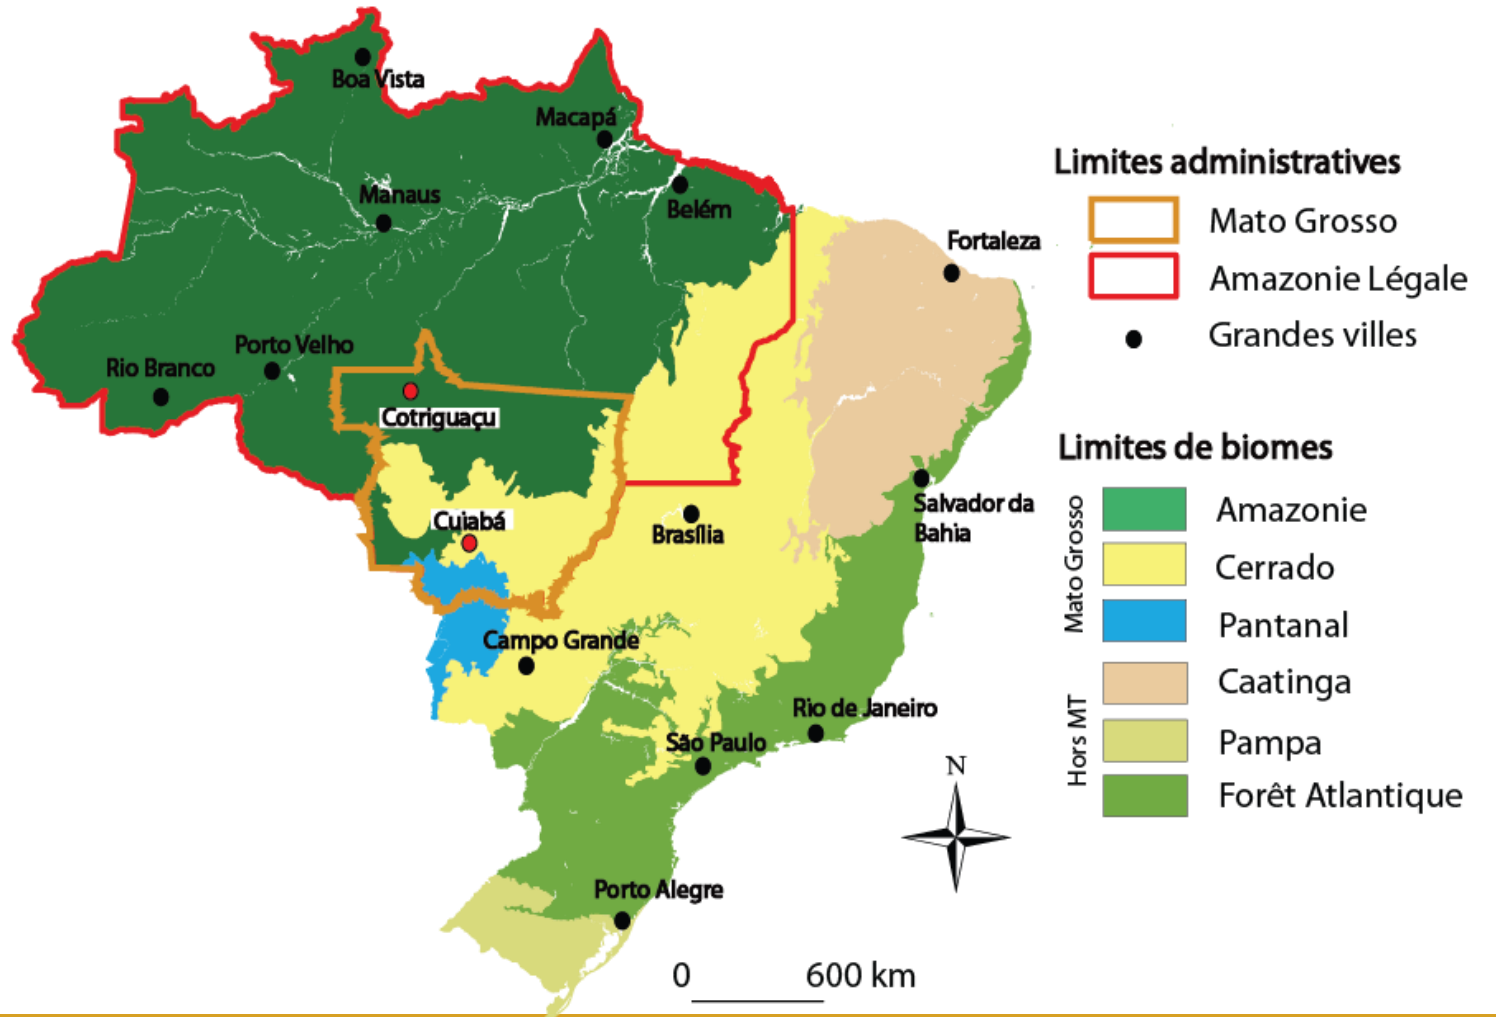 Boa Vista
Macapá
Manaus
Belém
Fortaleza
Porto Velho
Rio Branco
Cotriguaçu
Cuiabá
Brasília
Salvador da
Bahia
Campo Grande
Rio de Janeiro
São Paulo
Porto Alegre
Limites administratives
Mato Grosso
Amazonie Légale
Grandes villes
Limites de biomes
Mato Grosso
Amazonie
Cerrado
Pantanal
Hors MT
Caatinga
Pampa
Forêt Atlantique
N
0 600 km